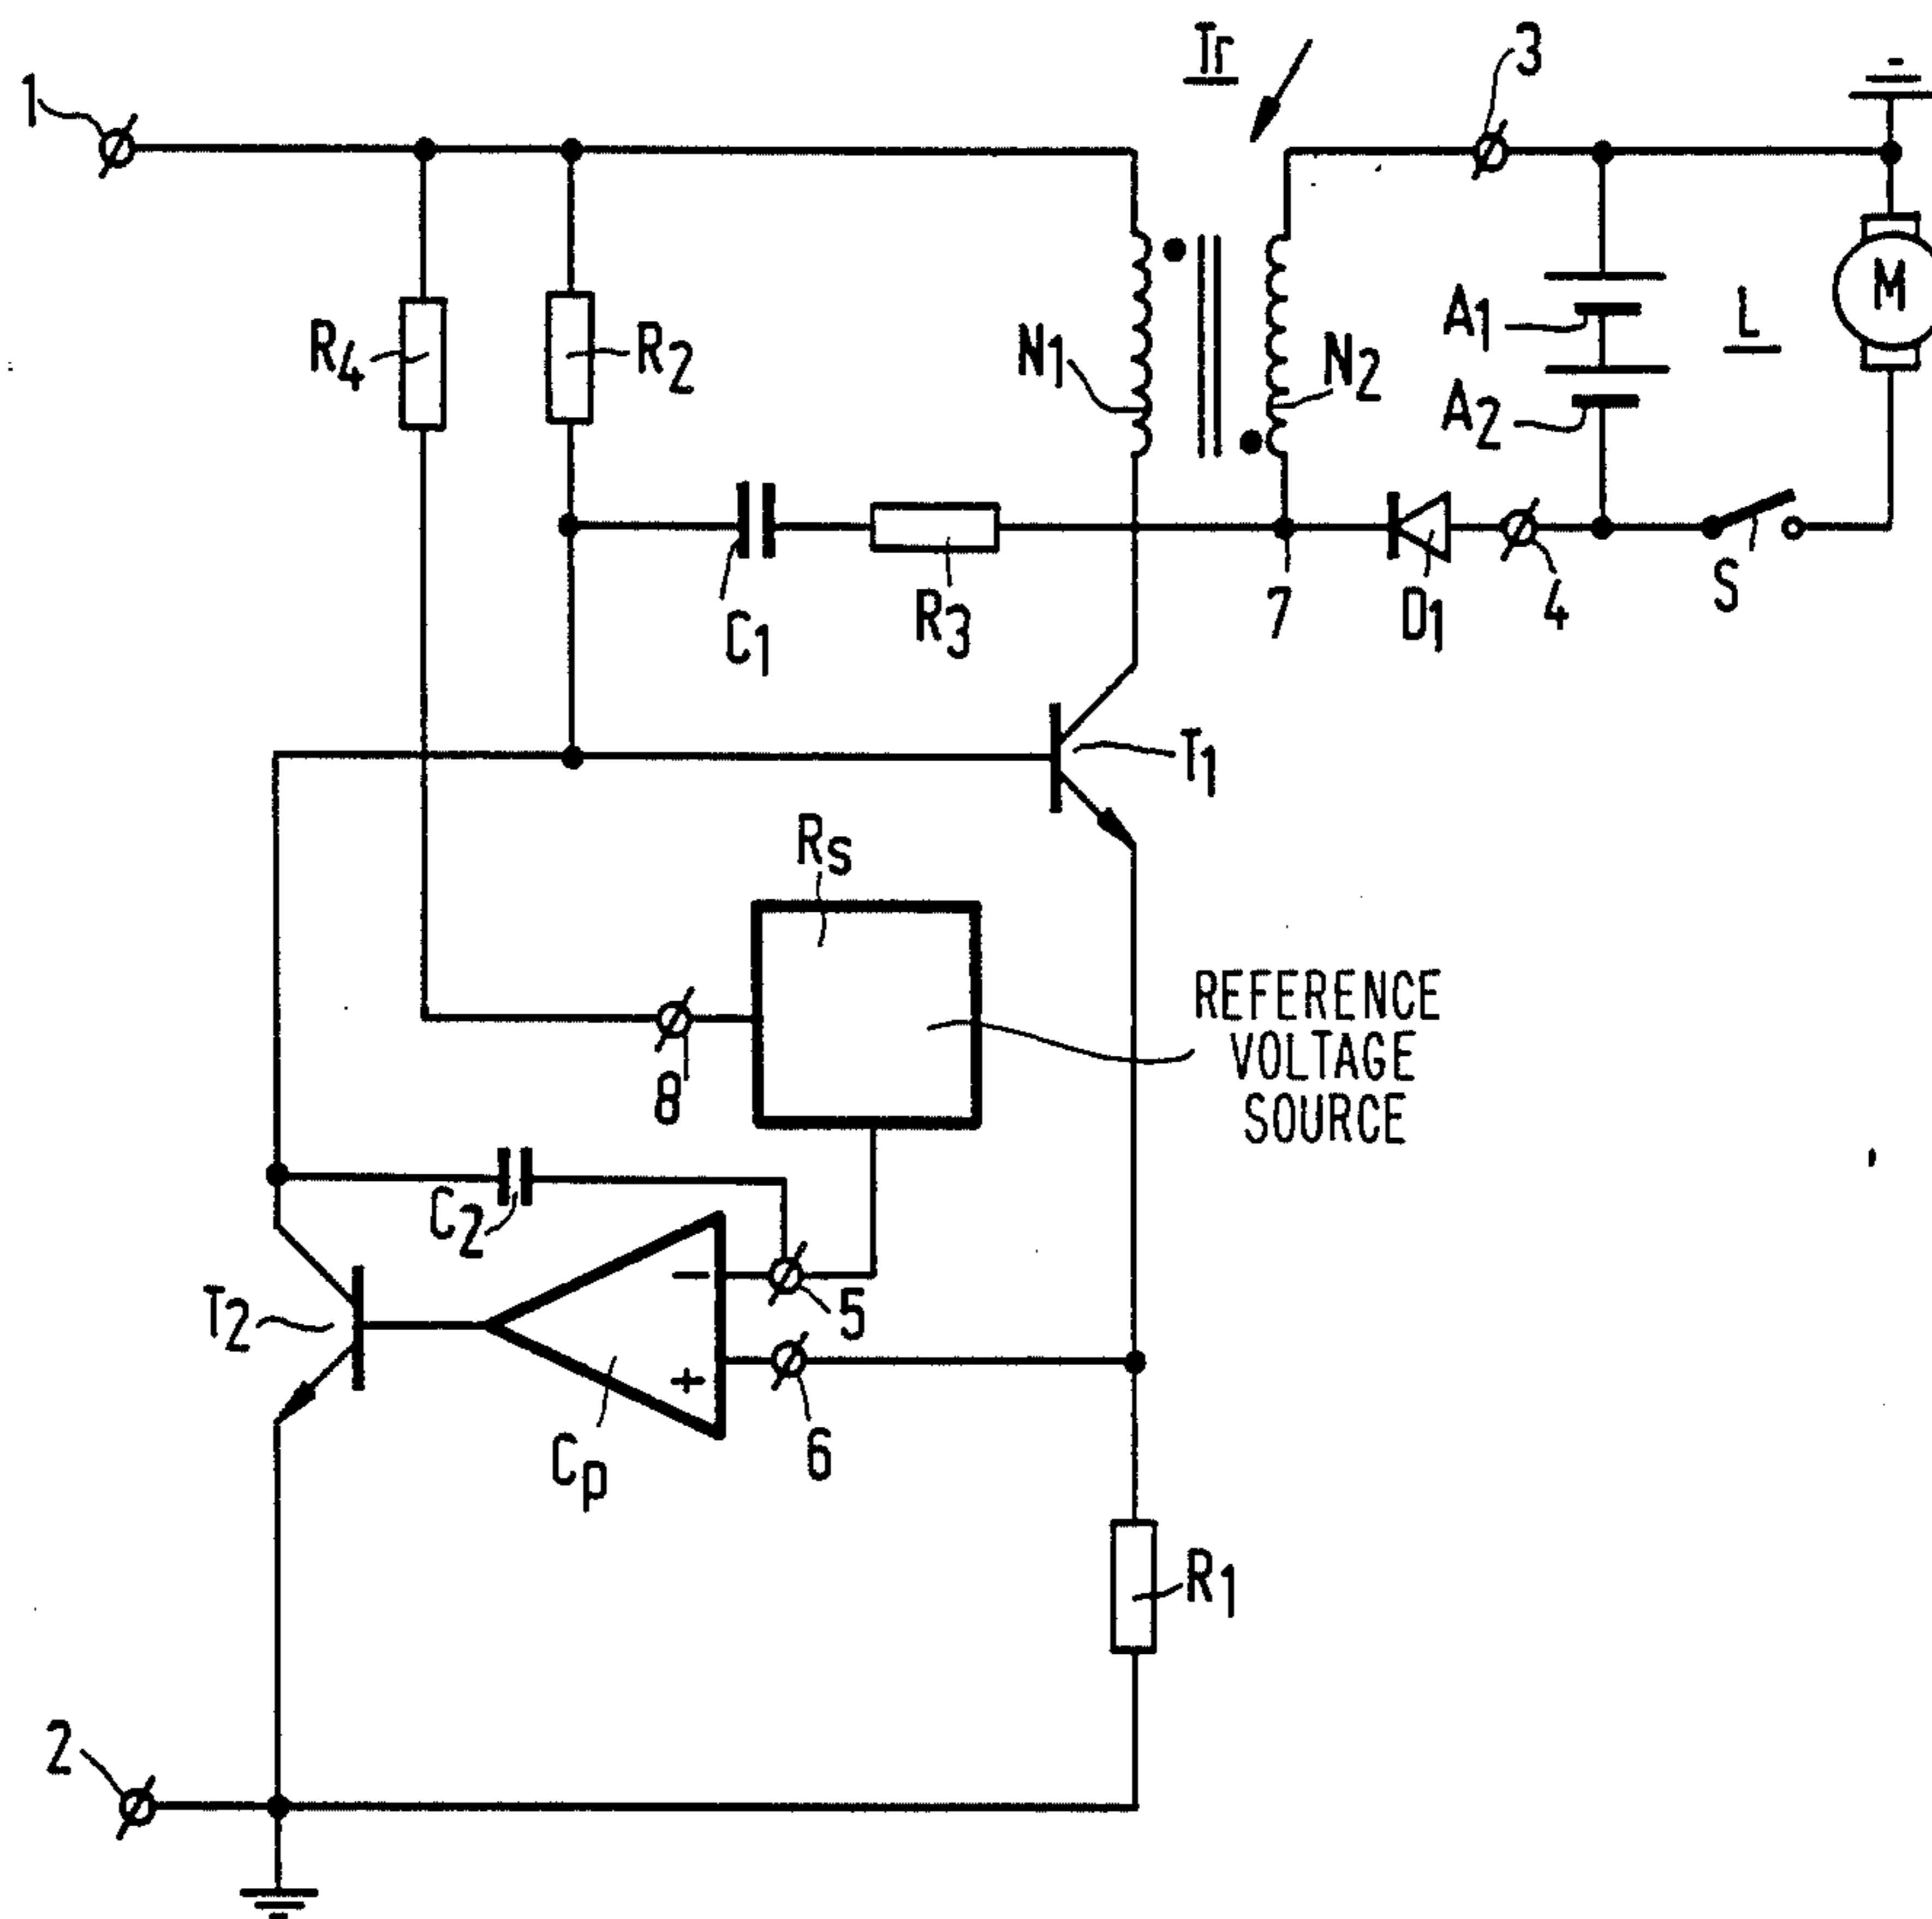 Tr
3
1
R4
R2
N1
N2
A1
L
M
A2
C1
R3
7
D1
4
S
T1
Rs
REFERENCE
VOLTAGE
SOURCE
8
C2
−
5
T2
+
6
Cp
R1
2